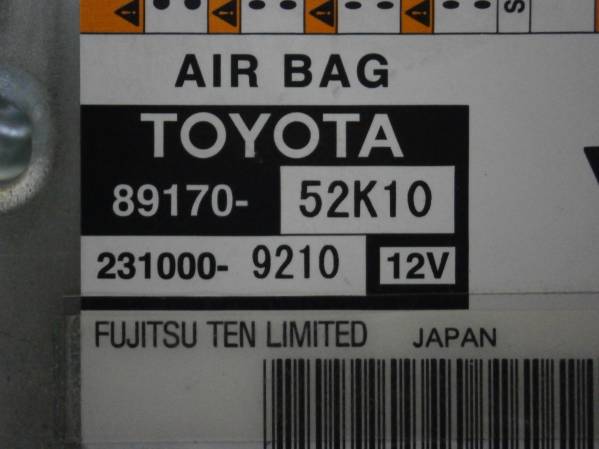 AIR BAG
TOYOTA
89170- 52K10
231000- 9210 12V
FUJITSU TEN LIMITED JAPAN